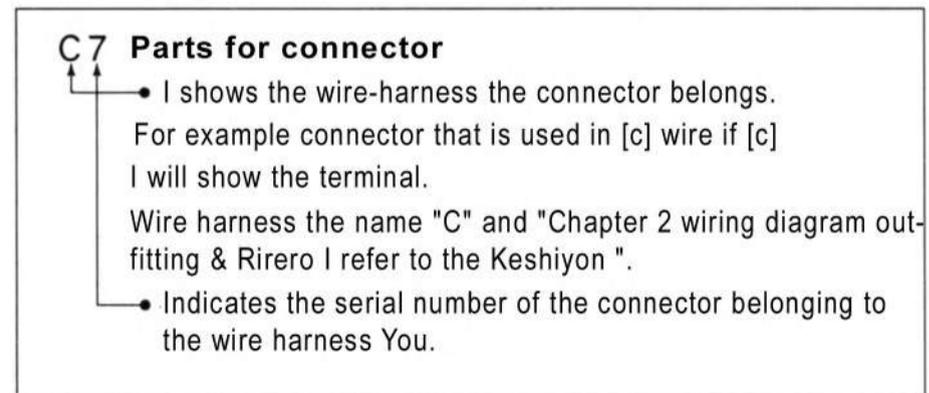 C7 Parts for connector
I shows the wire-harness the connector belongs.
For example connector that is used in [c] wire if [c]
I will show the terminal.
Wire harness the name "C" and "Chapter 2 wiring diagram out-
fitting & Rirero I refer to the Keshiyon ".
Indicates the serial number of the connector belonging to
the wire harness You.